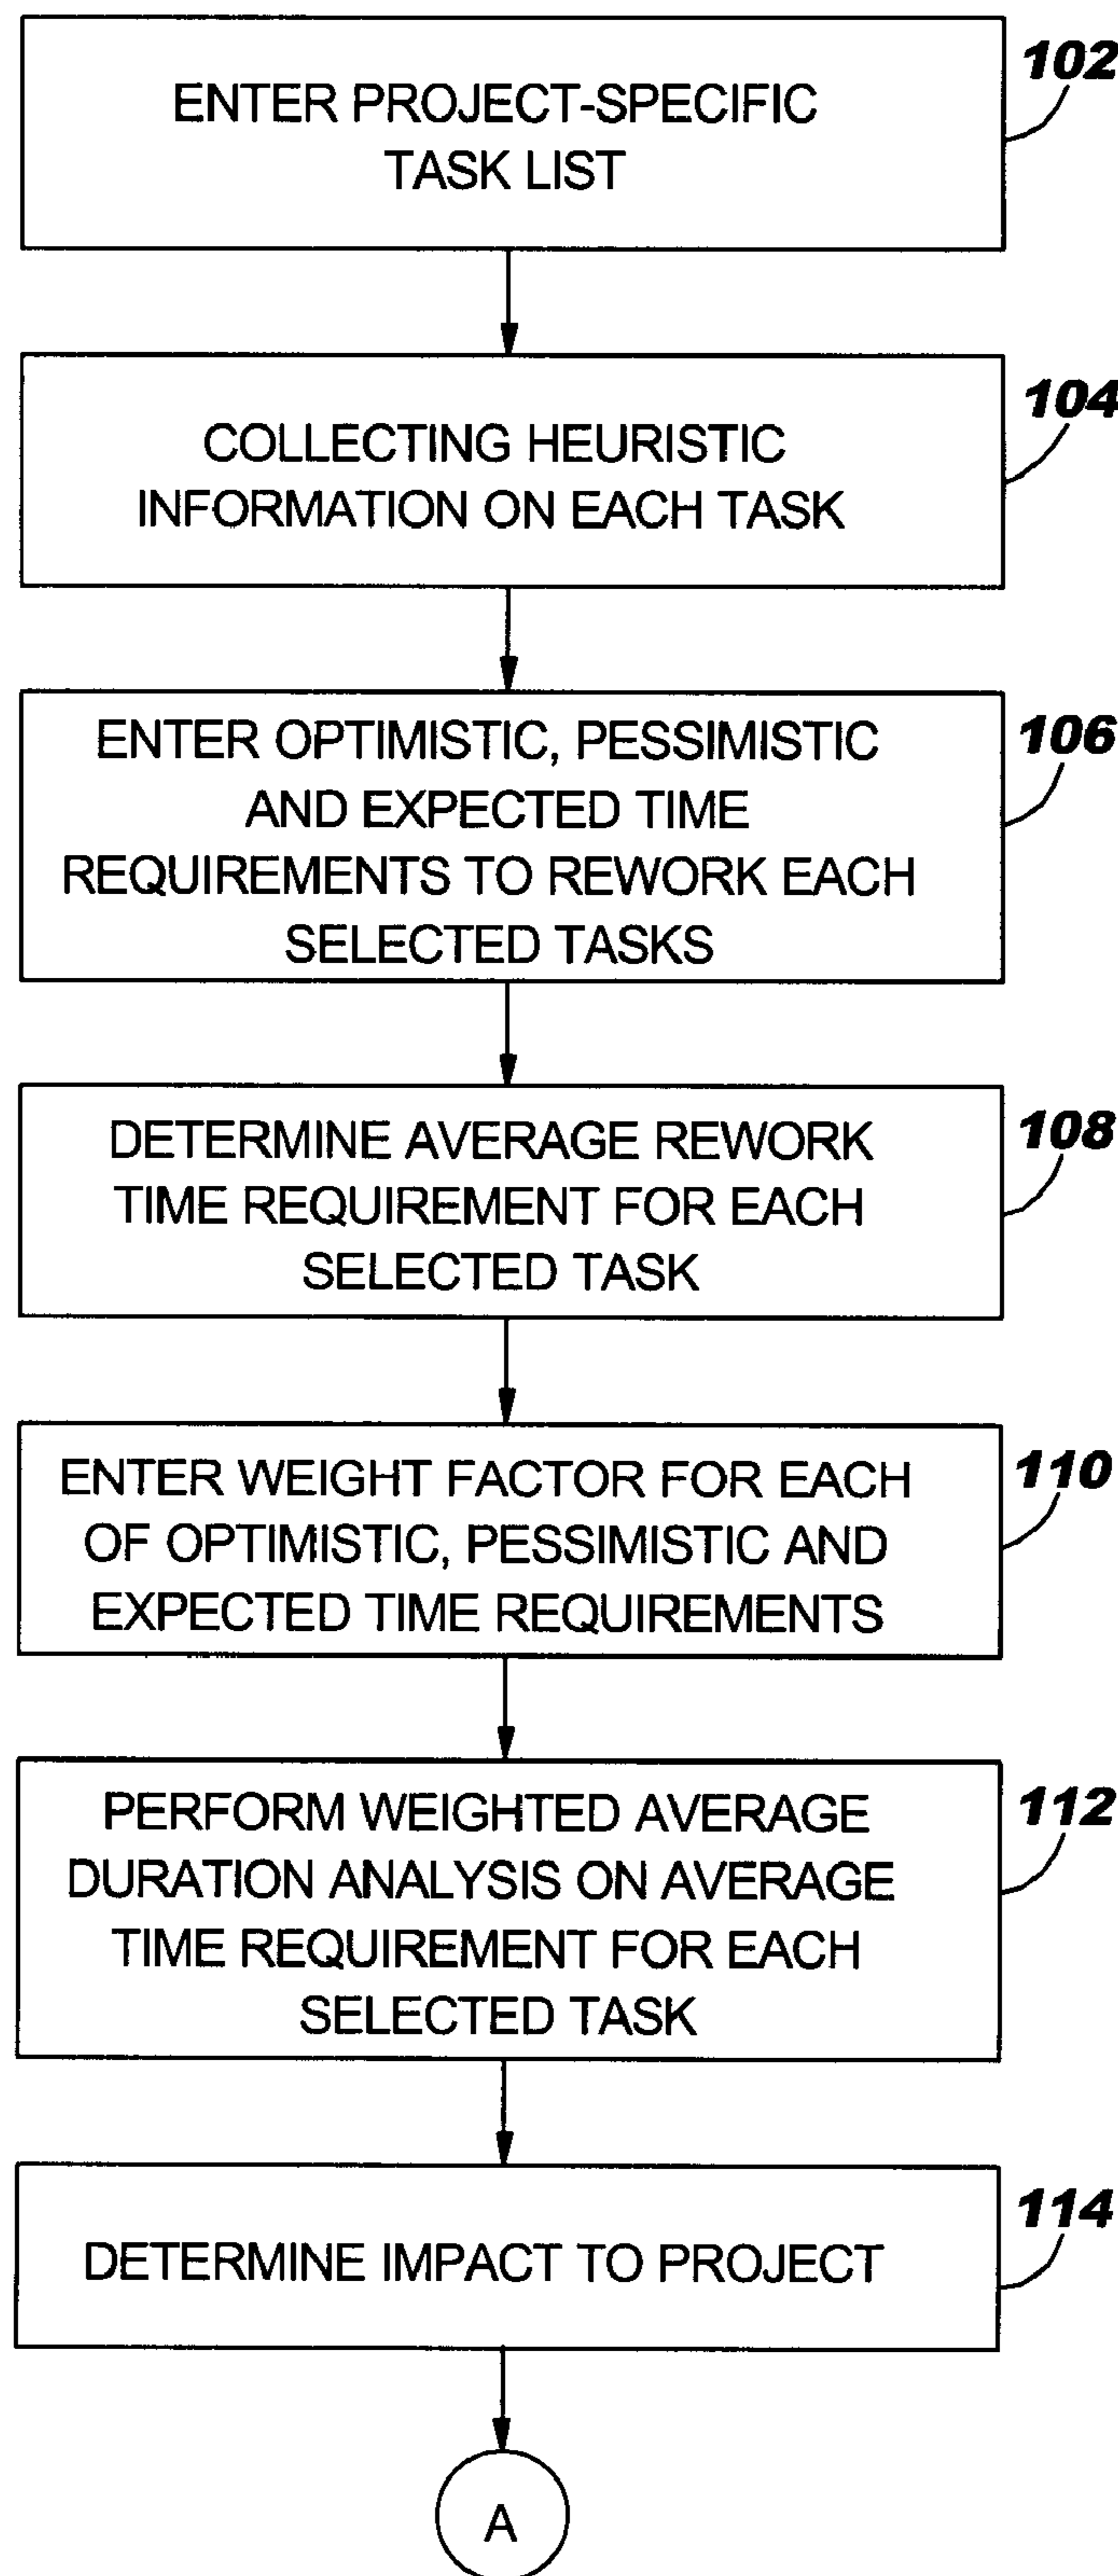 ENTER PROJECT-SPECIFIC
TASK LIST
102
COLLECTING HEURISTIC
INFORMATION ON EACH TASK
104
ENTER OPTIMISTIC, PESSIMISTIC
AND EXPECTED TIME
REQUIREMENTS TO REWORK EACH
SELECTED TASKS
106
DETERMINE AVERAGE REWORK
TIME REQUIREMENT FOR EACH
SELECTED TASK
108
ENTER WEIGHT FACTOR FOR EACH
OF OPTIMISTIC, PESSIMISTIC AND
EXPECTED TIME REQUIREMENTS
110
PERFORM WEIGHTED AVERAGE
DURATION ANALYSIS ON AVERAGE
TIME REQUIREMENT FOR EACH
SELECTED TASK
112
DETERMINE IMPACT TO PROJECT
114
A